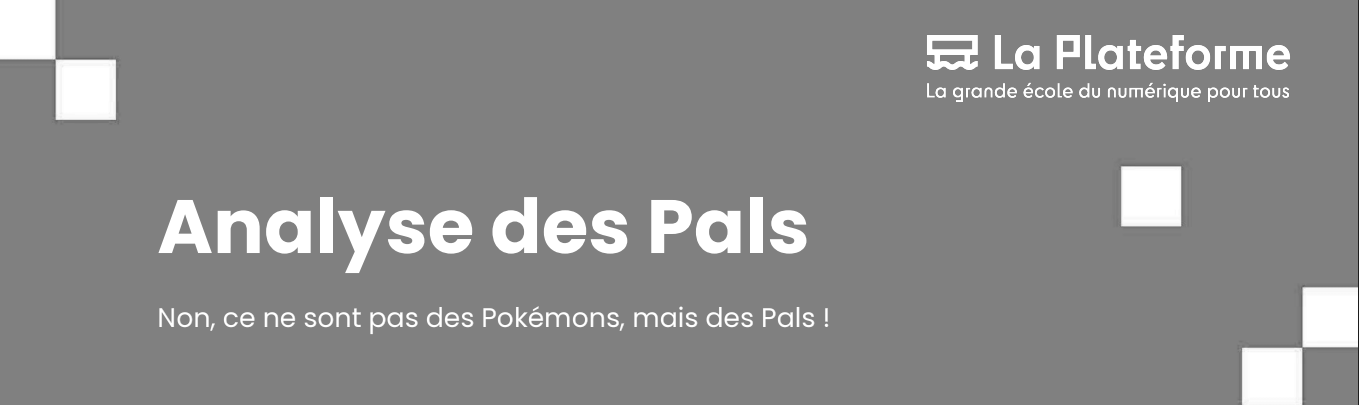 La Plateforme
La grande école du numérique pour tous
Analyse des Pals
Non, ce ne sont pas des Pokémons, mais des Pals !